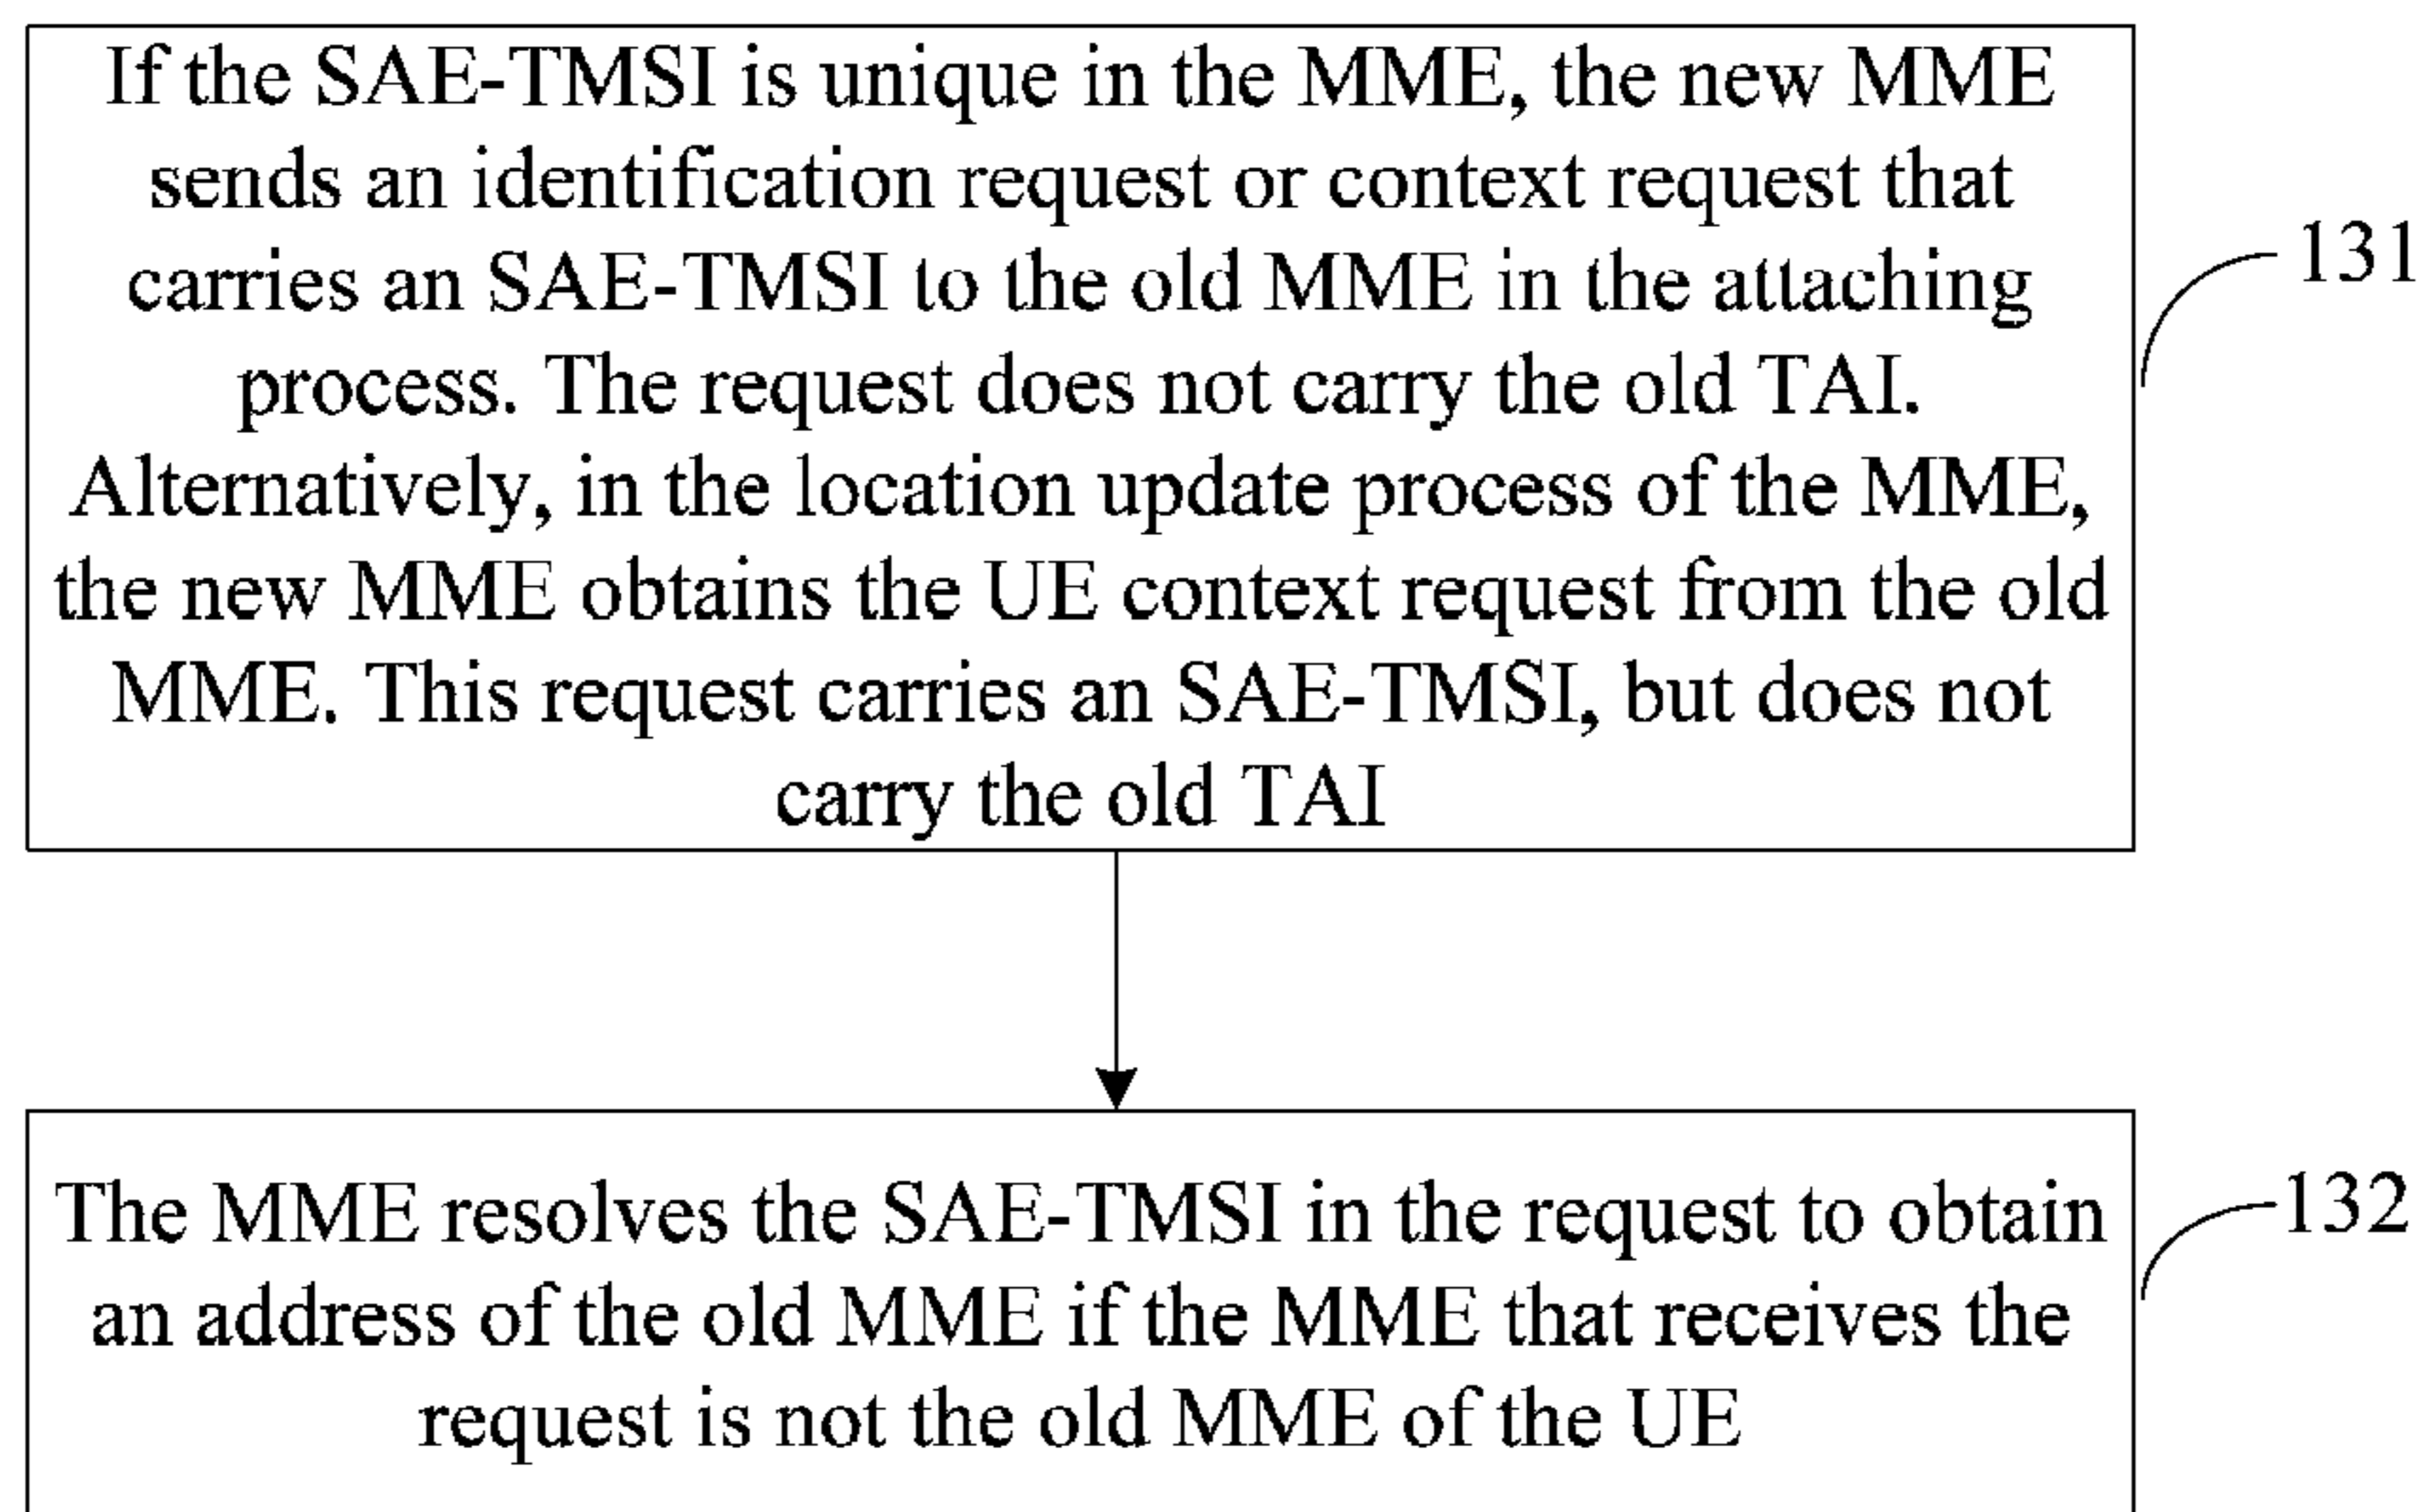 If the SAE-TMSI is unique in the MME, the new MME
sends an identification request or context request that
carries an SAE-TMSI to the old MME in the attaching
process. The request does not carry the old TAI.
Alternatively, in the location update process of the MME,
the new MME obtains the UE context request from the old
MME. This request carries an SAE-TMSI, but does not
carry the old TAI
131
The MME resolves the SAE-TMSI in the request to obtain
an address of the old MME if the MME that receives the
request is not the old MME of the UE
132